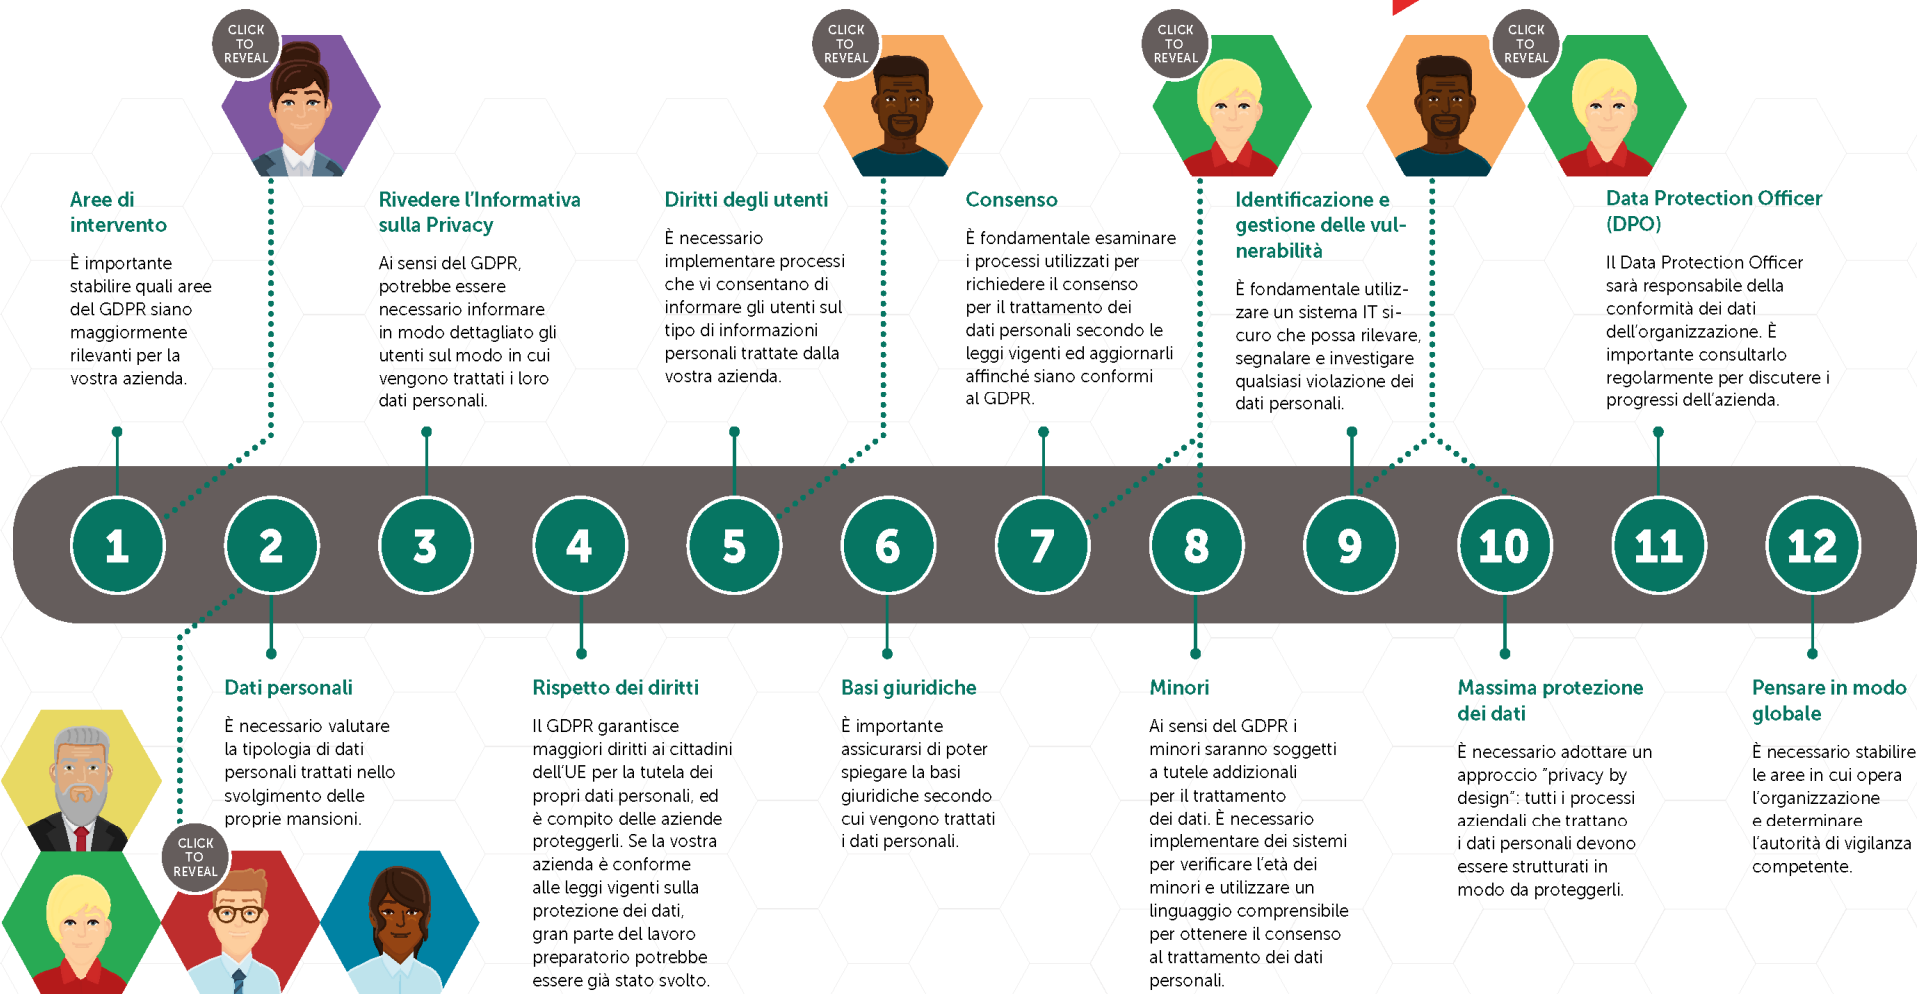 CLICK
TO
REVEAL
CLICK
TO
REVEAL
CLICK
TO
REVEAL
CLICK
TO
REVEAL
Aree di
intervento
È importante
stabilire quali aree
del GDPR siano
maggiormente
rilevanti per la
vostra azienda.
Rivedere l’Informativa
sulla Privacy
Ai sensi del GDPR,
potrebbe essere
necessario informare
in modo dettagliato gli
utenti sul modo in cui
vengono trattati i loro
dati personali.
Diritti degli utenti
È necessario
implementare processi
che vi consentano di
informare gli utenti sul
tipo di informazioni
personali trattate dalla
vostra azienda.
Consenso
È fondamentale esaminare
i processi utilizzati per
richiedere il consenso
per il trattamento dei
dati personali secondo le
leggi vigenti ed aggiornarli
affinché siano conformi
al GDPR.
Identificazione e
gestione delle vul-
nerabilità
È fondamentale utiliz-
zare un sistema IT si-
curo che possa rilevare,
segnalare e investigare
qualsiasi violazione dei
dati personali.
Data Protection Officer
(DPO)
Il Data Protection Officer
sarà responsabile della
conformità dei dati
dell’organizzazione. È
importante consultarlo
regolarmente per discutere i
progressi dell’azienda.
1
2
3
4
5
6
7
8
9
10
11
12
Dati personali
È necessario valutare
la tipologia di dati
personali trattati nello
svolgimento delle
proprie mansioni.
CLICK
TO
REVEAL
Rispetto dei diritti
Il GDPR garantisce
maggiori diritti ai cittadini
dell’UE per la tutela dei
propri dati personali, ed
è compito delle aziende
proteggerli. Se la vostra
azienda è conforme
alle leggi vigenti sulla
protezione dei dati,
gran parte del lavoro
preparatorio potrebbe
essere già stato svolto.
Basi giuridiche
È importante
assicurarsi di poter
spiegare la basi
giuridiche secondo
cui vengono trattati
i dati personali.
Minori
Ai sensi del GDPR i
minori saranno soggetti
a tutele addizionali
per il trattamento
dei dati. È necessario
implementare dei sistemi
per verificare l’età dei
minori e utilizzare un
linguaggio comprensibile
per ottenere il consenso
al trattamento dei dati
personali.
Massima protezione
dei dati
È necessario adottare un
approccio “privacy by
design”: tutti i processi
aziendali che trattano
i dati personali devono
essere strutturati in
modo da proteggerli.
Pensare in modo
globale
È necessario stabilire
le aree in cui opera
l’organizzazione
e determinare
l’autorità di vigilanza
competente.